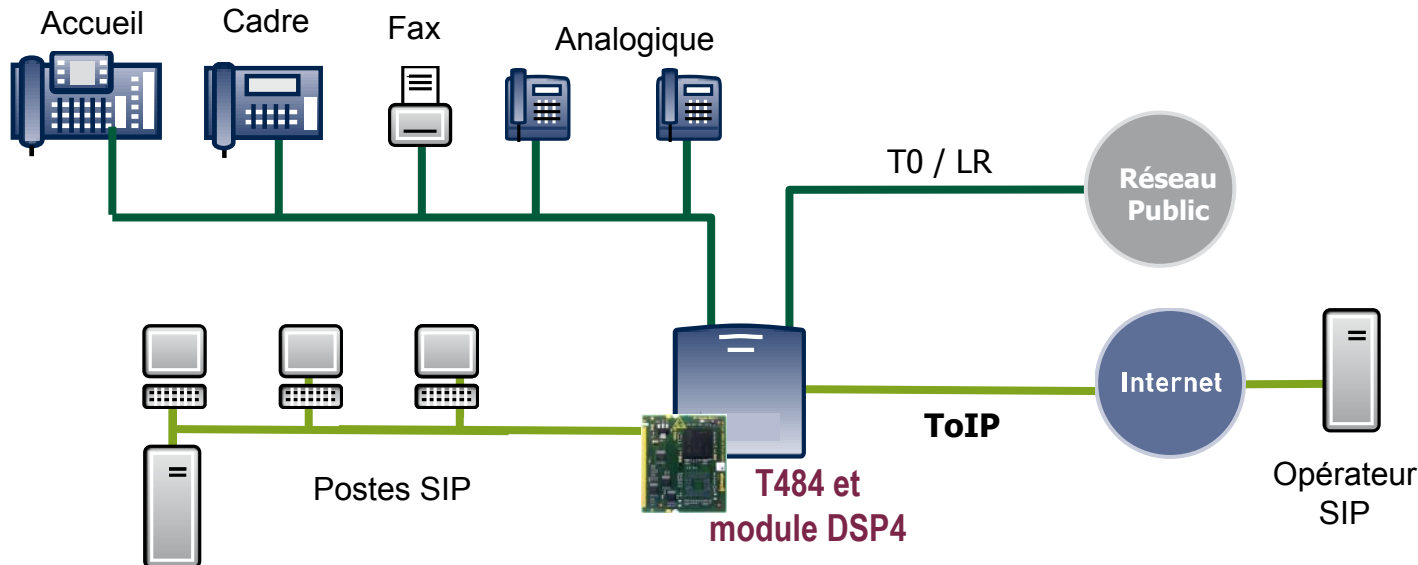 Accueil
Cadre
Fax
Analogique
T0 / LR
Réseau
Public
Internet
ToIP
Postes SIP
T484 et
module DSP4
Opérateur
SIP